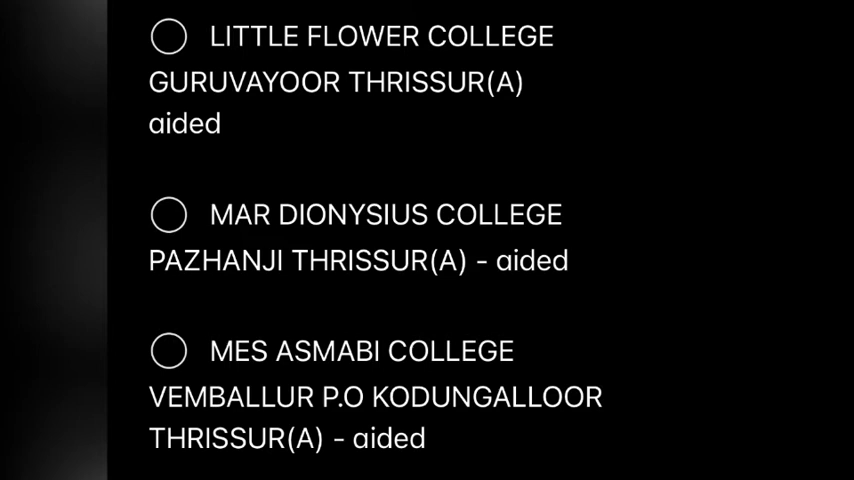 LITTLE FLOWER COLLEGE
GURUVAYOOR THRISSUR(A)
aided
MAR DIONYSIUS COLLEGE
PAZHANJI THRISSUR(A) - aided
MES ASMABI COLLEGE
VEMBALLUR P.O KODUNGALLOOR
THRISSUR(A) - aided